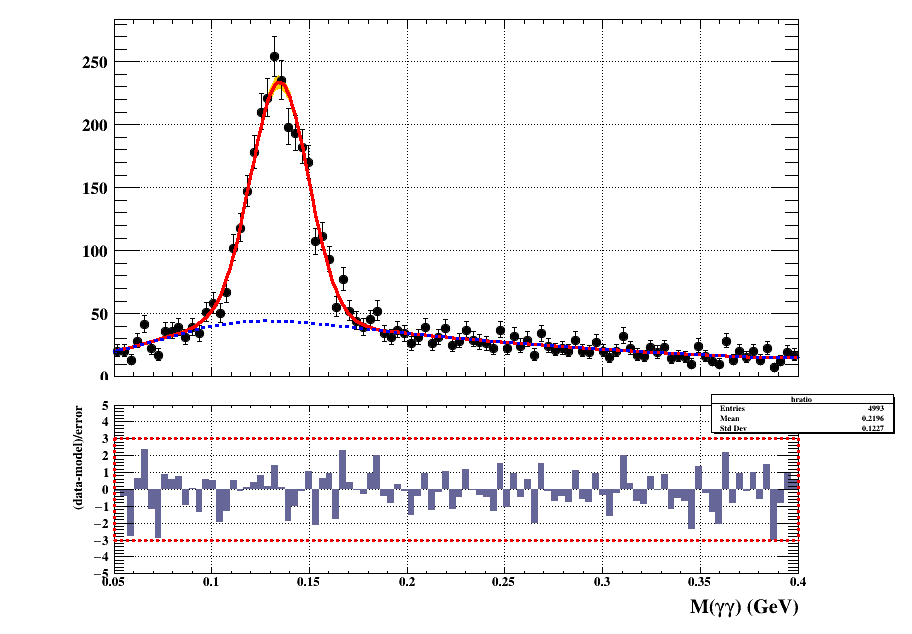 250
200
150
100
50
0
hratio
Entries 4993
Mean 0.2196
Std Dev 0.1227
(data-model)/error
5
4
3
2
1
0
−1
−2
−3
−4
−5
0.05 0.1 0.15 0.2 0.25 0.3 0.35 0.4
M(γγ) (GeV)